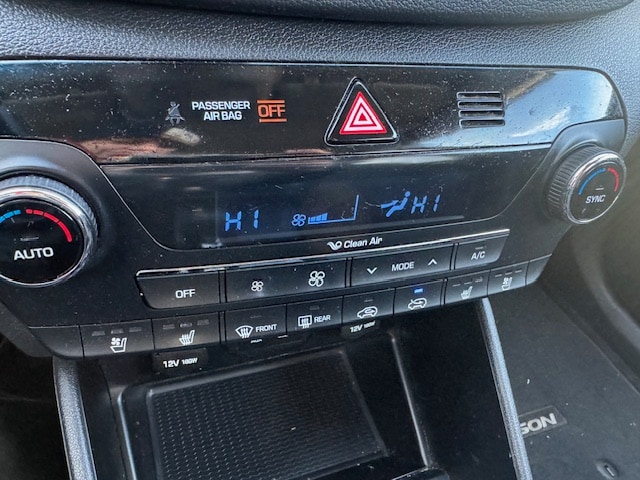 PASSENGER
AIR BAG OFF
HI HI
Clean Air
AUTO
SYNC
OFF
MODE
A/C
FRONT
REAR
12V 180W
12V 180W
SON